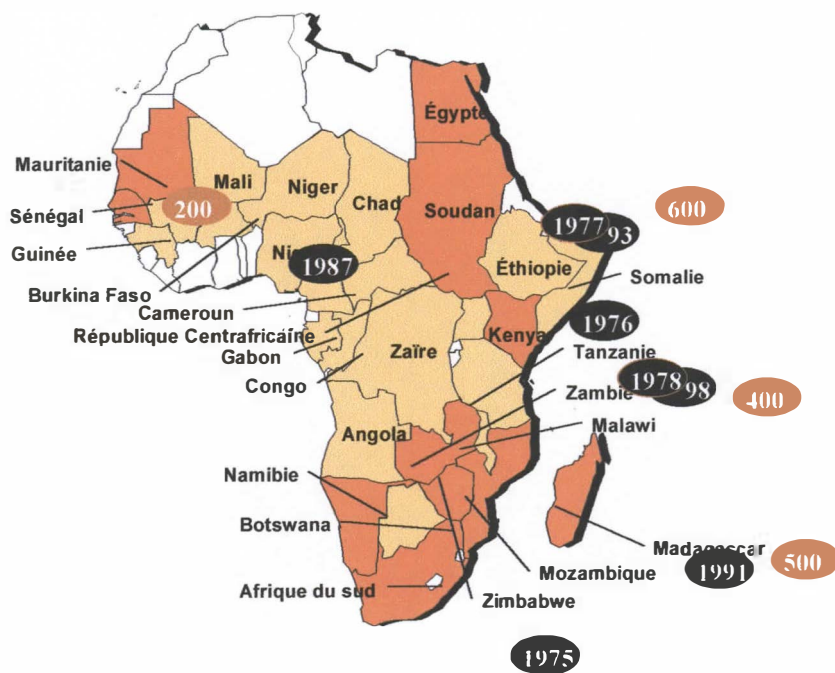 Égypte
Mauritanie
Mali
Niger
Chad
Soudan
200
600
1977
93
Sénégal
Guinée
Éthiopie
1987
Somalie
Burkina Faso
Cameroun
République Centrafricaine
Kenya
1976
Gabon
Zaïre
Tanzanie
Congo
1978
98
Zambie
400
Angola
Malawi
Namibie
Botswana
Madagascar
500
1991
Mozambique
Afrique du sud
Zimbabwe
1975